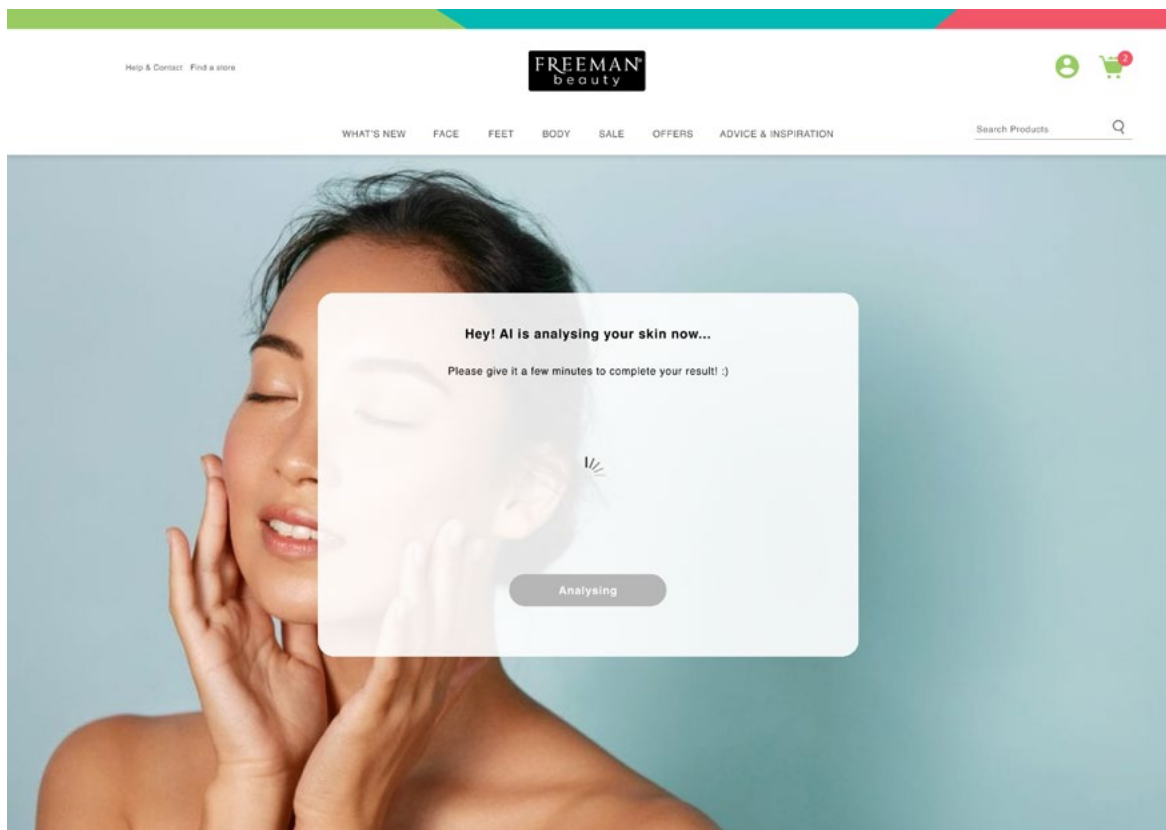 Help & Contact Find a store
FREEMAN®
beauty
2
WHAT'S NEW FACE FEET BODY SALE OFFERS ADVICE & INSPIRATION
Search Products
Hey! AI is analysing your skin now...
Please give it a few minutes to complete your result! :)
Analysing